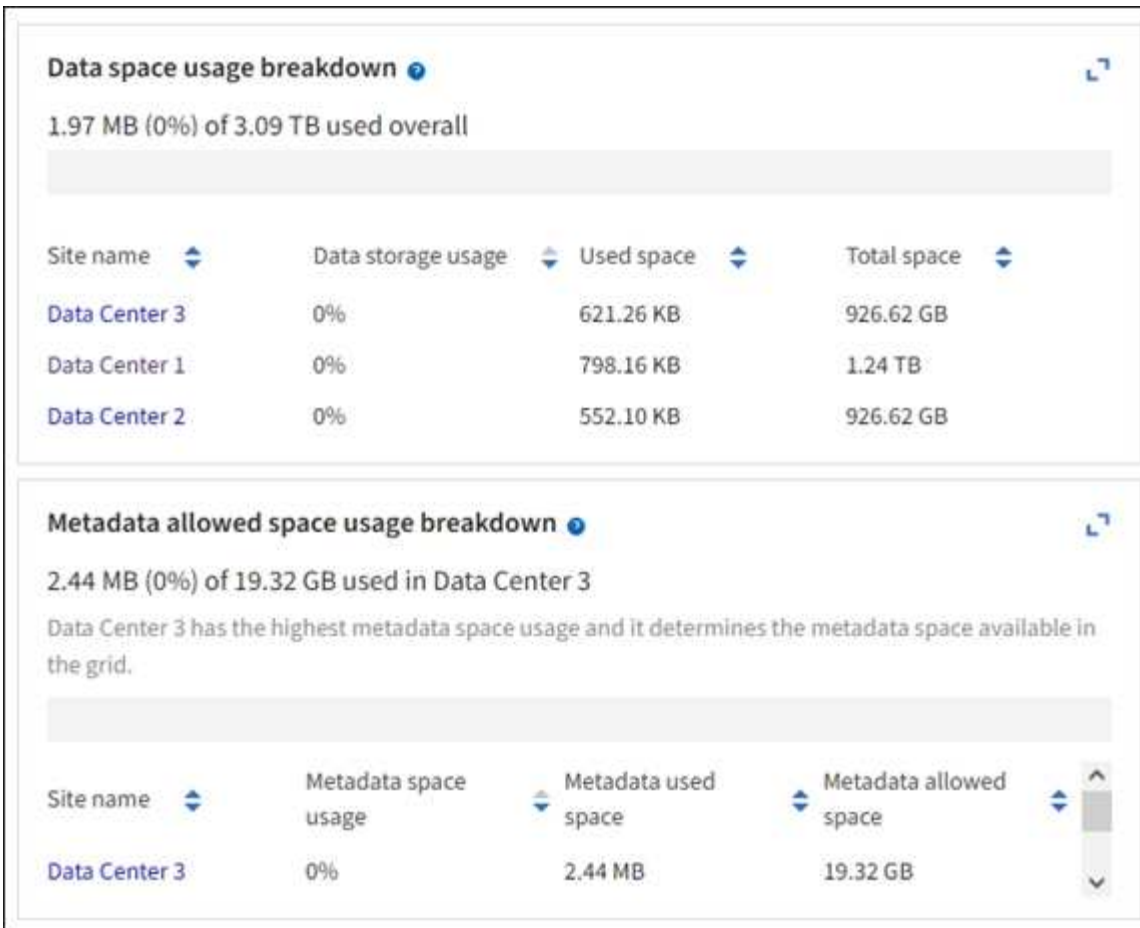 Data space usage breakdown ?
1.97 MB (0%) of 3.09 TB used overall
Site name Data storage usage Used space Total space
Data Center 3 0% 621.26 KB 926.62 GB
Data Center 1 0% 798.16 KB 1.24 TB
Data Center 2 0% 552.10 KB 926.62 GB
Metadata allowed space usage breakdown ?
2.44 MB (0%) of 19.32 GB used in Data Center 3
Data Center 3 has the highest metadata space usage and it determines the metadata space available in
the grid.
Site name Metadata space usage Metadata used space Metadata allowed space
Data Center 3 0% 2.44 MB 19.32 GB